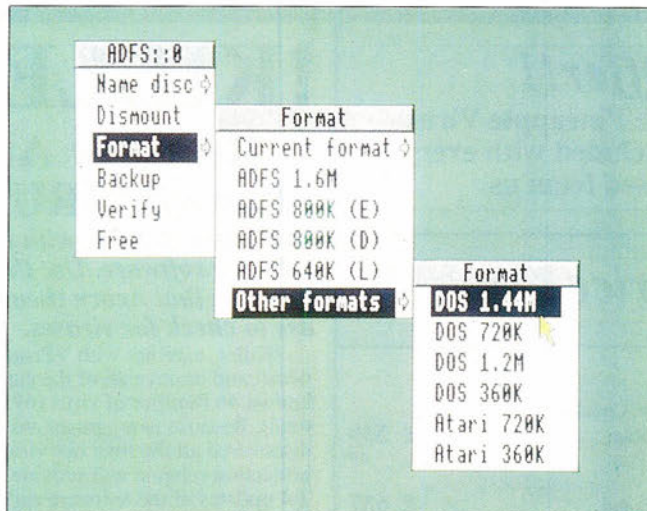 ADFS::0
Name disc
Dismount
Format
Backup
Verify
Free
Format
Current format
ADFS 1.6M
ADFS 800K (E)
ADFS 800K (D)
ADFS 640K (L)
Other formats
Format
DOS 1.44M
DOS 720K
DOS 1.2M
DOS 360K
Atari 720K
Atari 360K